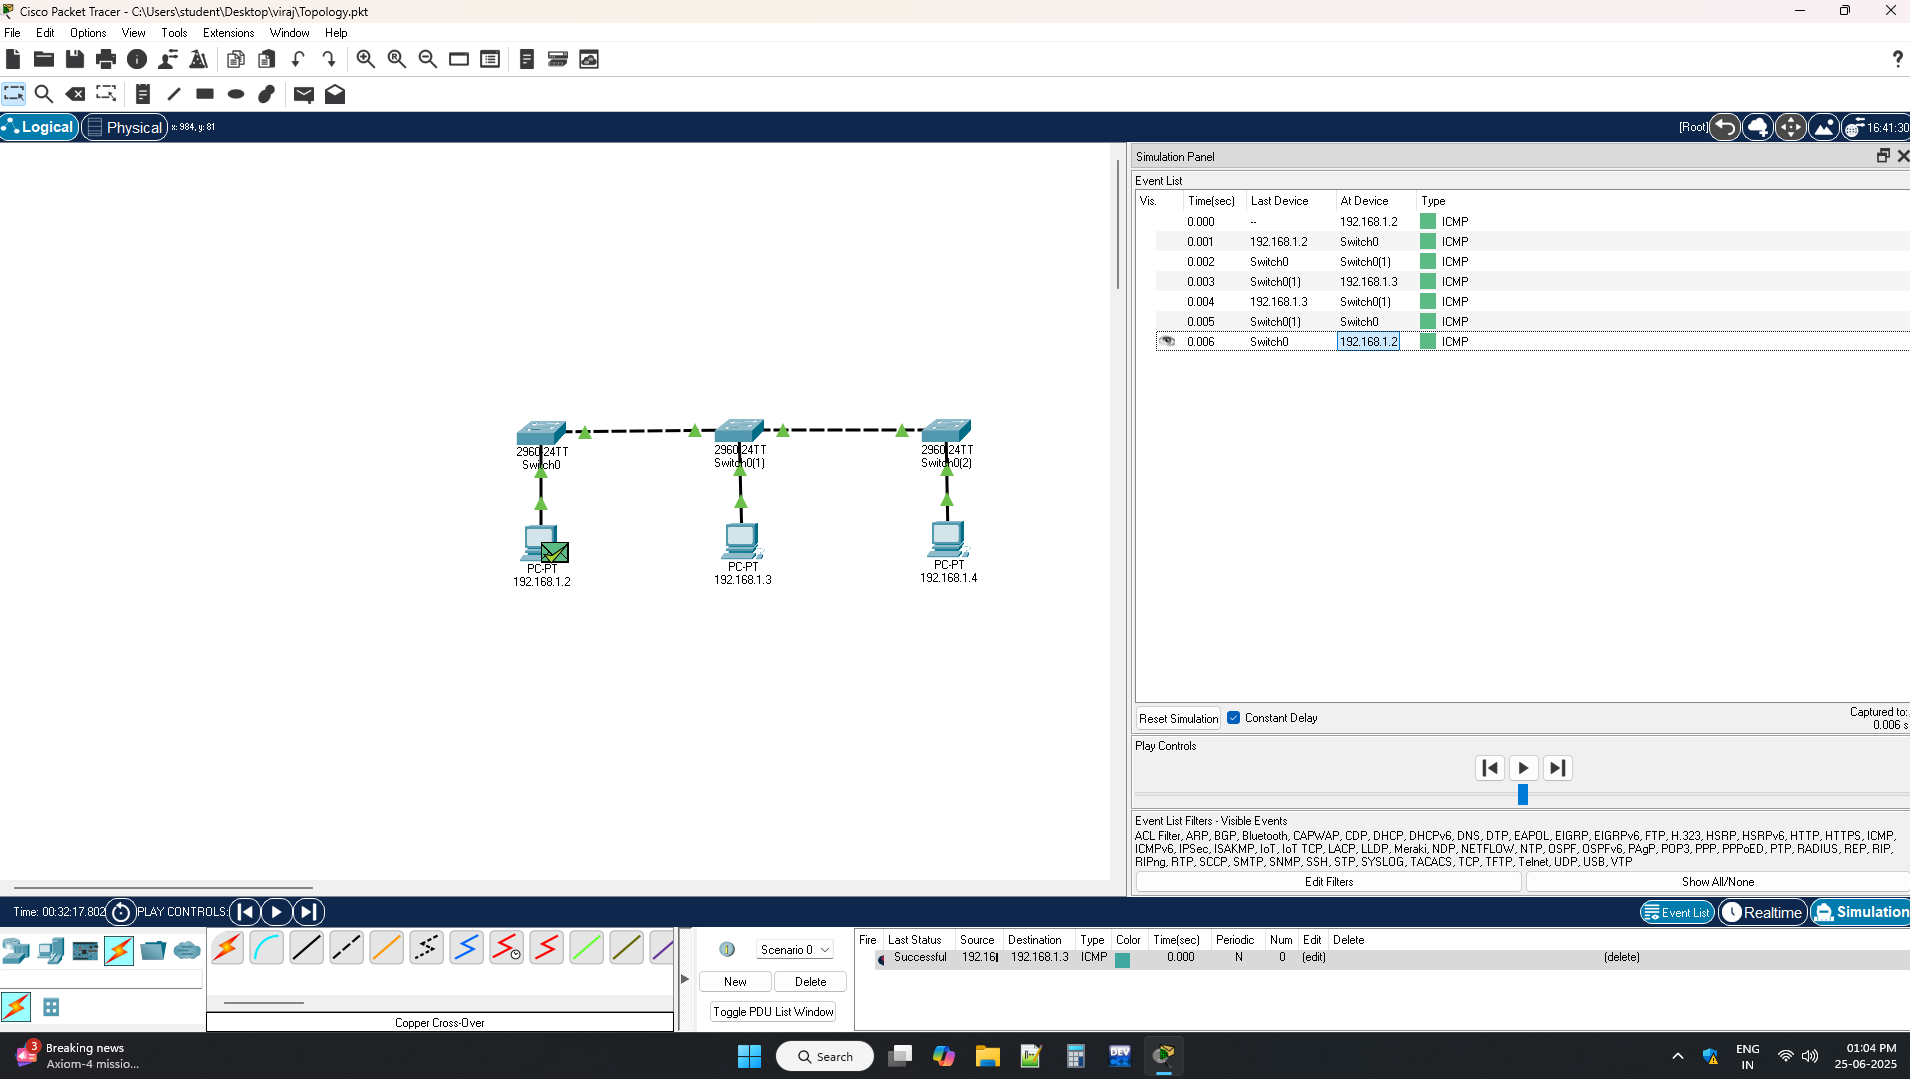 Cisco Packet Tracer - C:\Users\student\Desktop\viraj\Topology.pkt
File Edit Options View Tools Extensions Window Help
Logical Physical x: 984, y: 81 [Root] 16:41:30
Simulation Panel
Event List
Vis. Time(sec) Last Device At Device Type
0.000 -- 192.168.1.2 ICMP
0.001 192.168.1.2 Switch0 ICMP
0.002 Switch0 Switch0(1) ICMP
0.003 Switch0(1) 192.168.1.3 ICMP
0.004 192.168.1.3 Switch0(1) ICMP
0.005 Switch0(1) Switch0 ICMP
0.006 Switch0 192.168.1.2 ICMP
2960-24TT 2960-24TT 2960-24TT
Switch0 Switch0(1) Switch0(2)
PC-PT PC-PT PC-PT
192.168.1.2 192.168.1.3 192.168.1.4
Reset Simulation Constant Delay Captured to:
0.006 s
Play Controls
Event List Filters - Visible Events
ACL Filter, ARP, BGP, Bluetooth, CAPWAP, CDP, DHCP, DHCPv6, DNS, DTP, EAPOL, EIGRP, EIGRPv6, FTP, H.323, HSRP, HSRPv6, HTTP, HTTPS, ICMP,
ICMPv6, IPSec, ISAKMP, IoT, IoT TCP, LACP, LLDP, Meraki, NDP, NETFLOW, NTP, OSPF, OSPFv6, PAgP, POP3, PPP, PPPoED, PTP, RADIUS, REP, RIP,
RIPng, RTP, SCCP, SMTP, SNMP, SSH, STP, SYSLOG, TACACS, TCP, TFTP, Telnet, UDP, USB, VTP
Edit Filters Show All/None
Time: 00:32:17.802 PLAY CONTROLS: Event List Realtime Simulation
Scenario 0
New Delete
Toggle PDU List Window
Fire Last Status Source Destination Type Color Time(sec) Periodic Num Edit Delete
Successful 192.16 192.168.1.3 ICMP 0.000 N 0 (edit) (delete)
Copper Cross-Over
3 Breaking news
Axiom-4 missio...
Search
DEV
ENG
IN
01:04 PM
25-06-2025